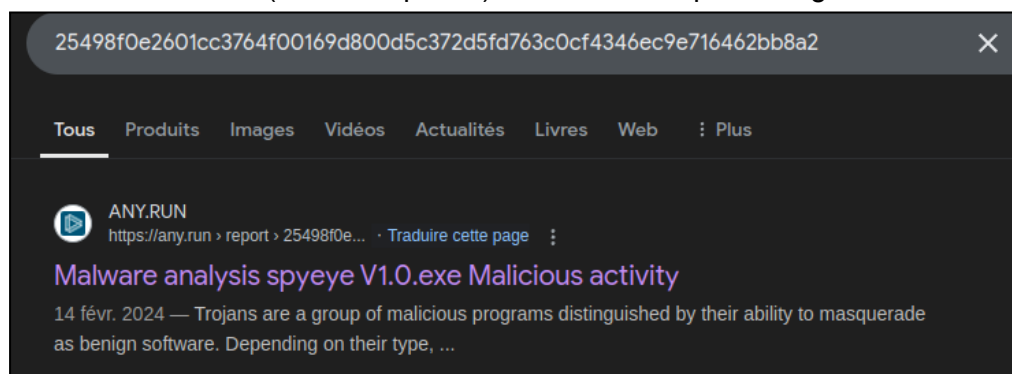 25498f0e2601cc3764f00169d800d5c372d5fd763c0cf4346ec9e716462bb8a2
Tous Produits Images Vidéos Actualités Livres Web Plus
ANY.RUN
https://any.run › report › 25498f0e... · Traduire cette page
Malware analysis spyeye V1.0.exe Malicious activity
14 févr. 2024 — Trojans are a group of malicious programs distinguished by their ability to masquerade
as benign software. Depending on their type, ...